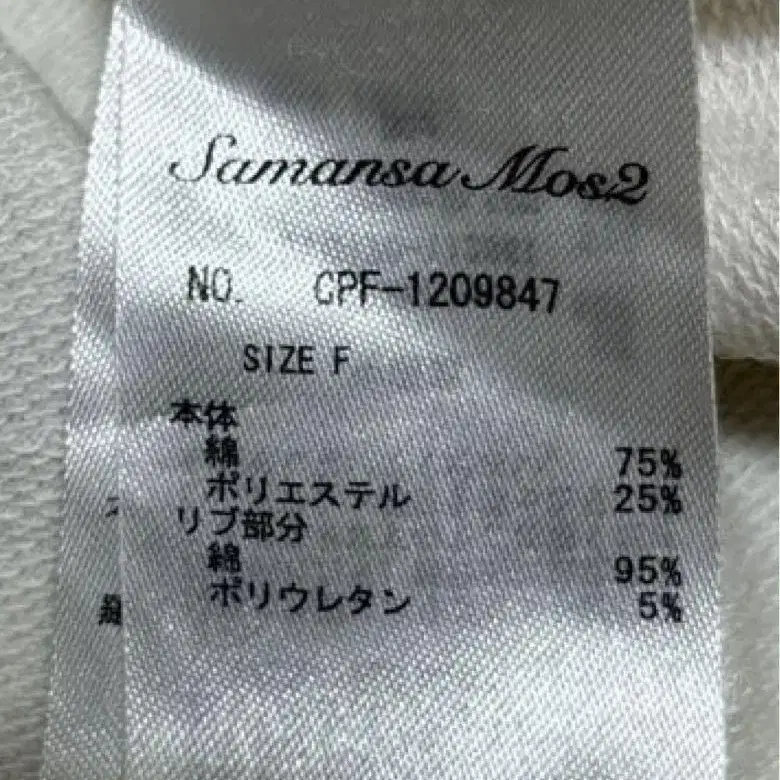 Samansa Mos2
NO. CPF-1209847
SIZE F
本体
綿 75%
ポリエステル 25%
リブ部分
綿 95%
ポリウレタン 5%